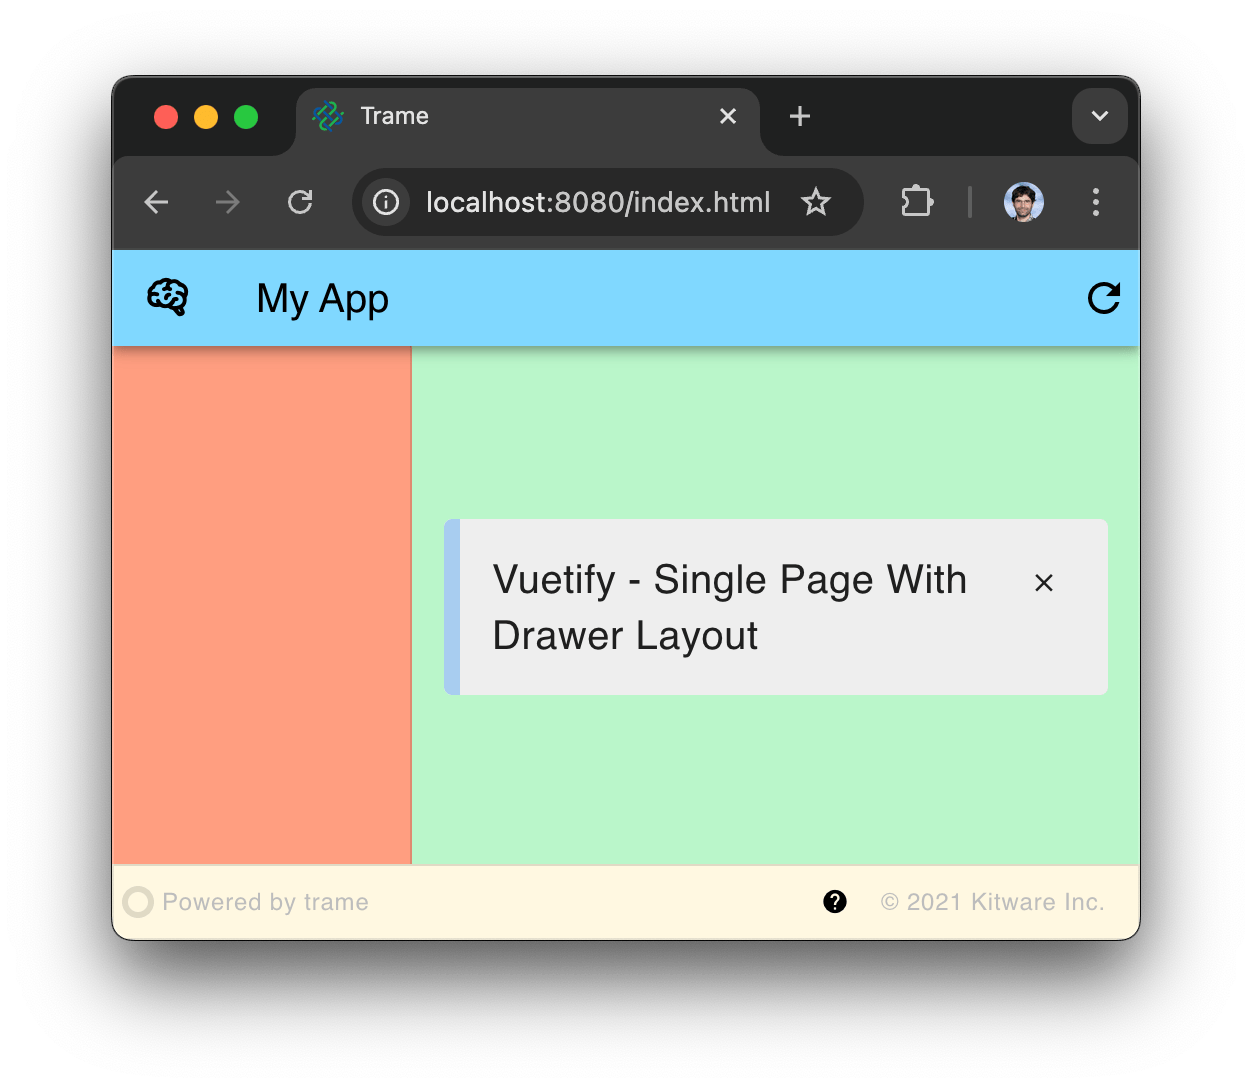 Trame
localhost:8080/index.html
My App
Vuetify - Single Page With
Drawer Layout
Powered by trame
© 2021 Kitware Inc.